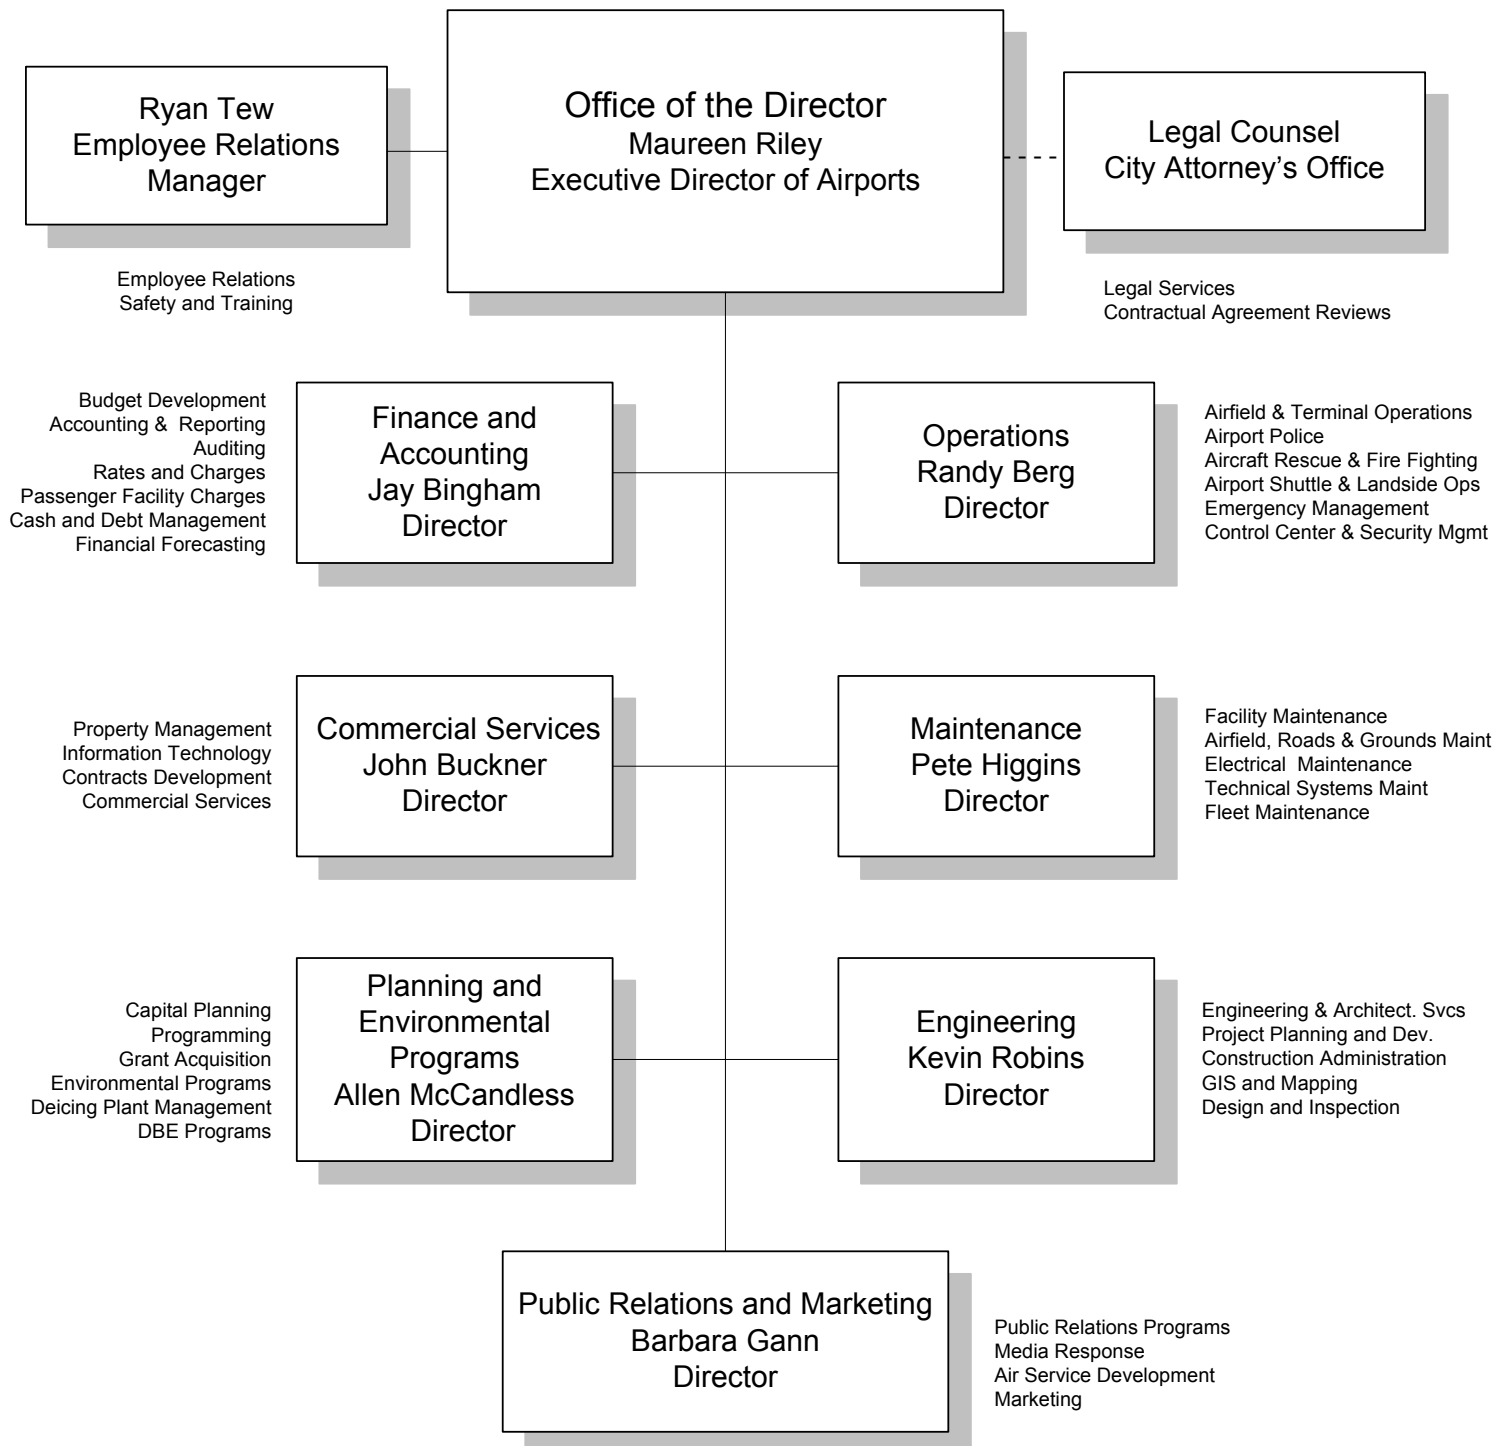 Ryan Tew
Employee Relations
Manager
Office of the Director
Maureen Riley
Executive Director of Airports
Legal Counsel
City Attorney’s Office
Employee Relations
Safety and Training
Legal Services
Contractual Agreement Reviews
Budget Development
Accounting & Reporting
Auditing
Rates and Charges
Passenger Facility Charges
Cash and Debt Management
Financial Forecasting
Finance and
Accounting
Jay Bingham
Director
Operations
Randy Berg
Director
Airfield & Terminal Operations
Airport Police
Aircraft Rescue & Fire Fighting
Airport Shuttle & Landside Ops
Emergency Management
Control Center & Security Mgmt
Property Management
Information Technology
Contracts Development
Commercial Services
Commercial Services
John Buckner
Director
Maintenance
Pete Higgins
Director
Facility Maintenance
Airfield, Roads & Grounds Maint
Electrical Maintenance
Technical Systems Maint
Fleet Maintenance
Capital Planning
Programming
Grant Acquisition
Environmental Programs
Deicing Plant Management
DBE Programs
Planning and
Environmental
Programs
Allen McCandless
Director
Engineering
Kevin Robins
Director
Engineering & Architect. Svcs
Project Planning and Dev.
Construction Administration
GIS and Mapping
Design and Inspection
Public Relations and Marketing
Barbara Gann
Director
Public Relations Programs
Media Response
Air Service Development
Marketing